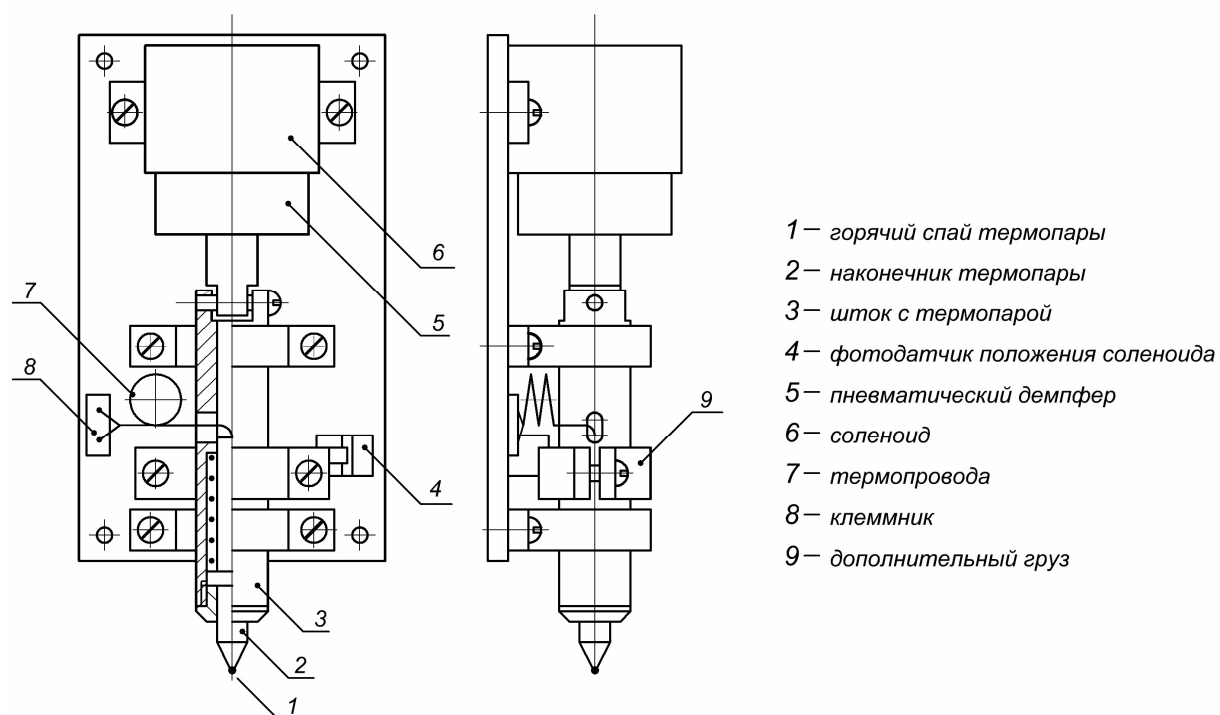 6
7
5
8
9
4
3
2
1
1 – горячий спай термопары
2 – наконечник термопары
3 – шток с термопарой
4 – фотодатчик положения соленоида
5 – пневматический демпфер
6 – соленоид
7 – термопровода
8 – клеммник
9 – дополнительный груз